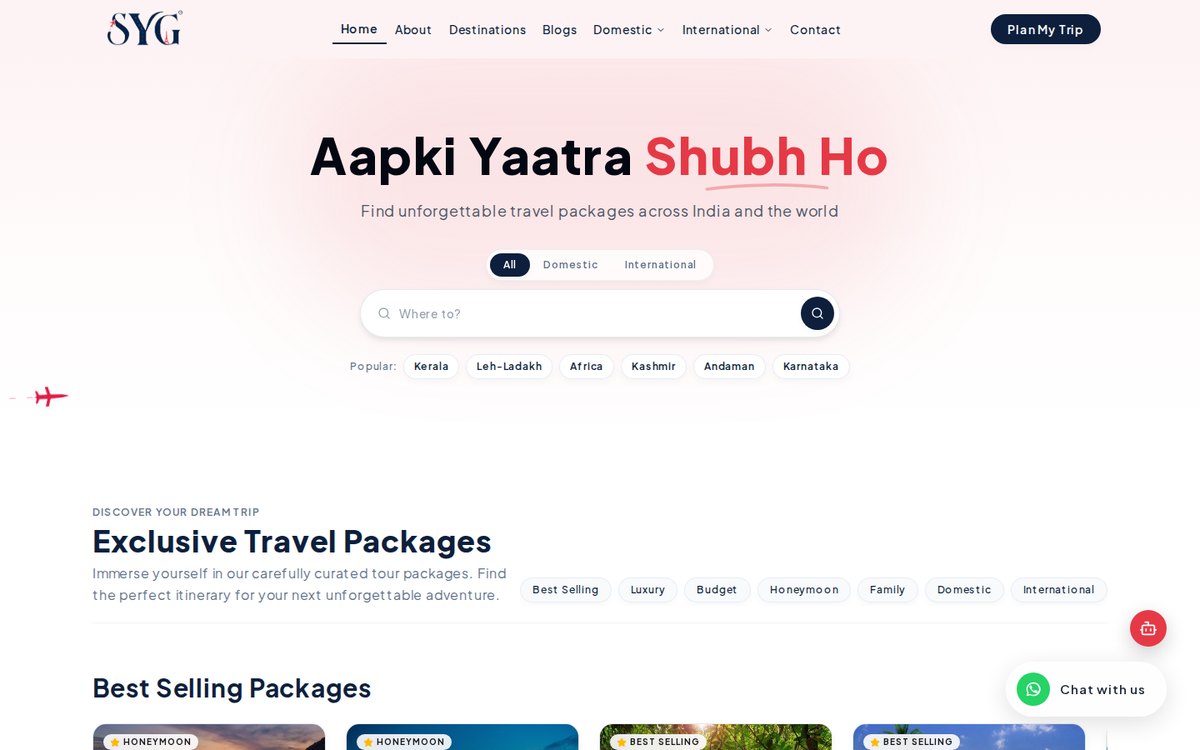 SYG
Home About Destinations Blogs Domestic International Contact
Plan My Trip
Aapki Yaatra Shubh Ho
Find unforgettable travel packages across India and the world
All Domestic International
Where to?
Popular: Kerala Leh-Ladakh Africa Kashmir Andaman Karnataka
DISCOVER YOUR DREAM TRIP
Exclusive Travel Packages
Immerse yourself in our carefully curated tour packages. Find
the perfect itinerary for your next unforgettable adventure.
Best Selling Luxury Budget Honeymoon Family Domestic International
Best Selling Packages
Chat with us
HONEYMOON HONEYMOON BEST SELLING BEST SELLING